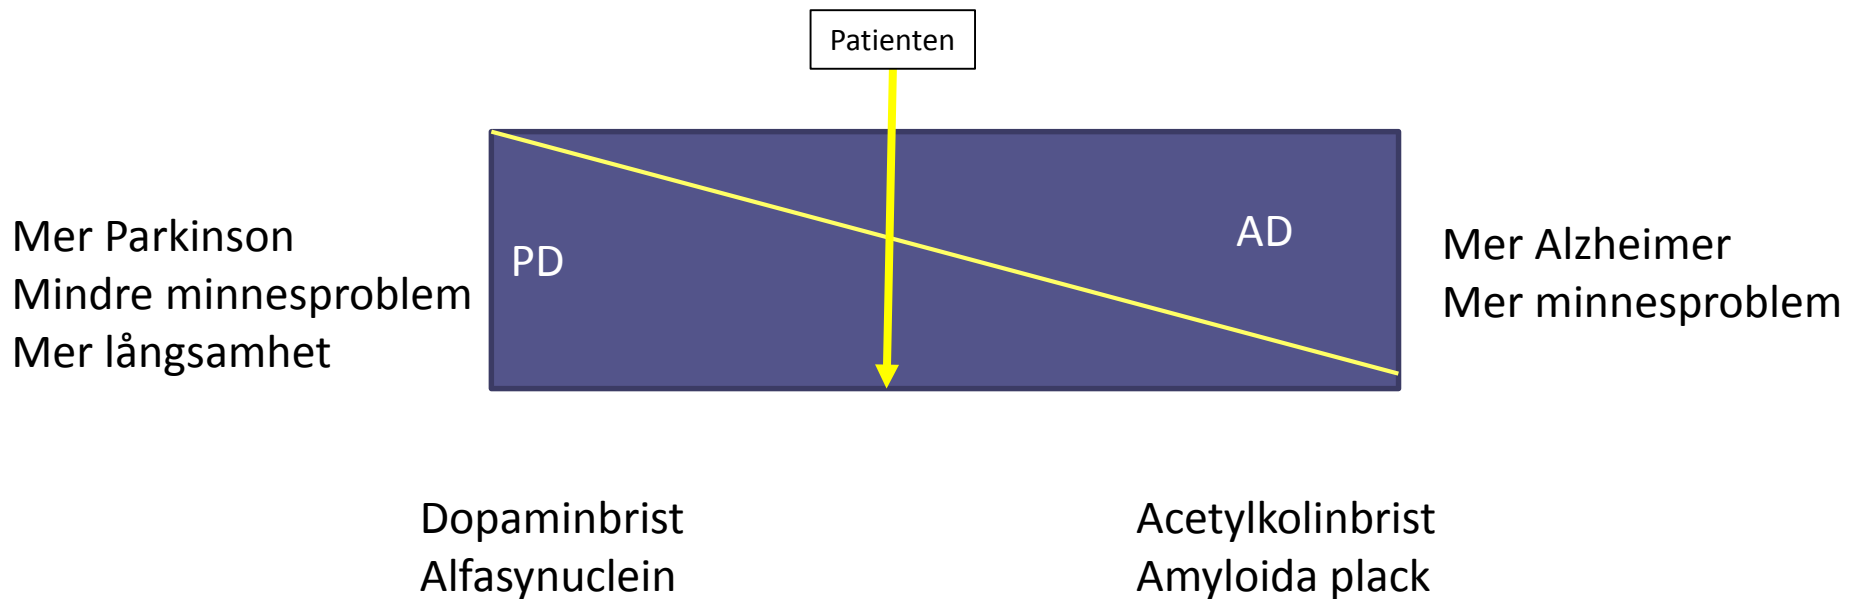 Patienten
Mer Parkinson
Mindre minnesproblem
Mer långsamhet
PD
AD
Mer Alzheimer
Mer minnesproblem
Dopaminbrist
Alfasynuclein
Acetylkolinbrist
Amyloida plack